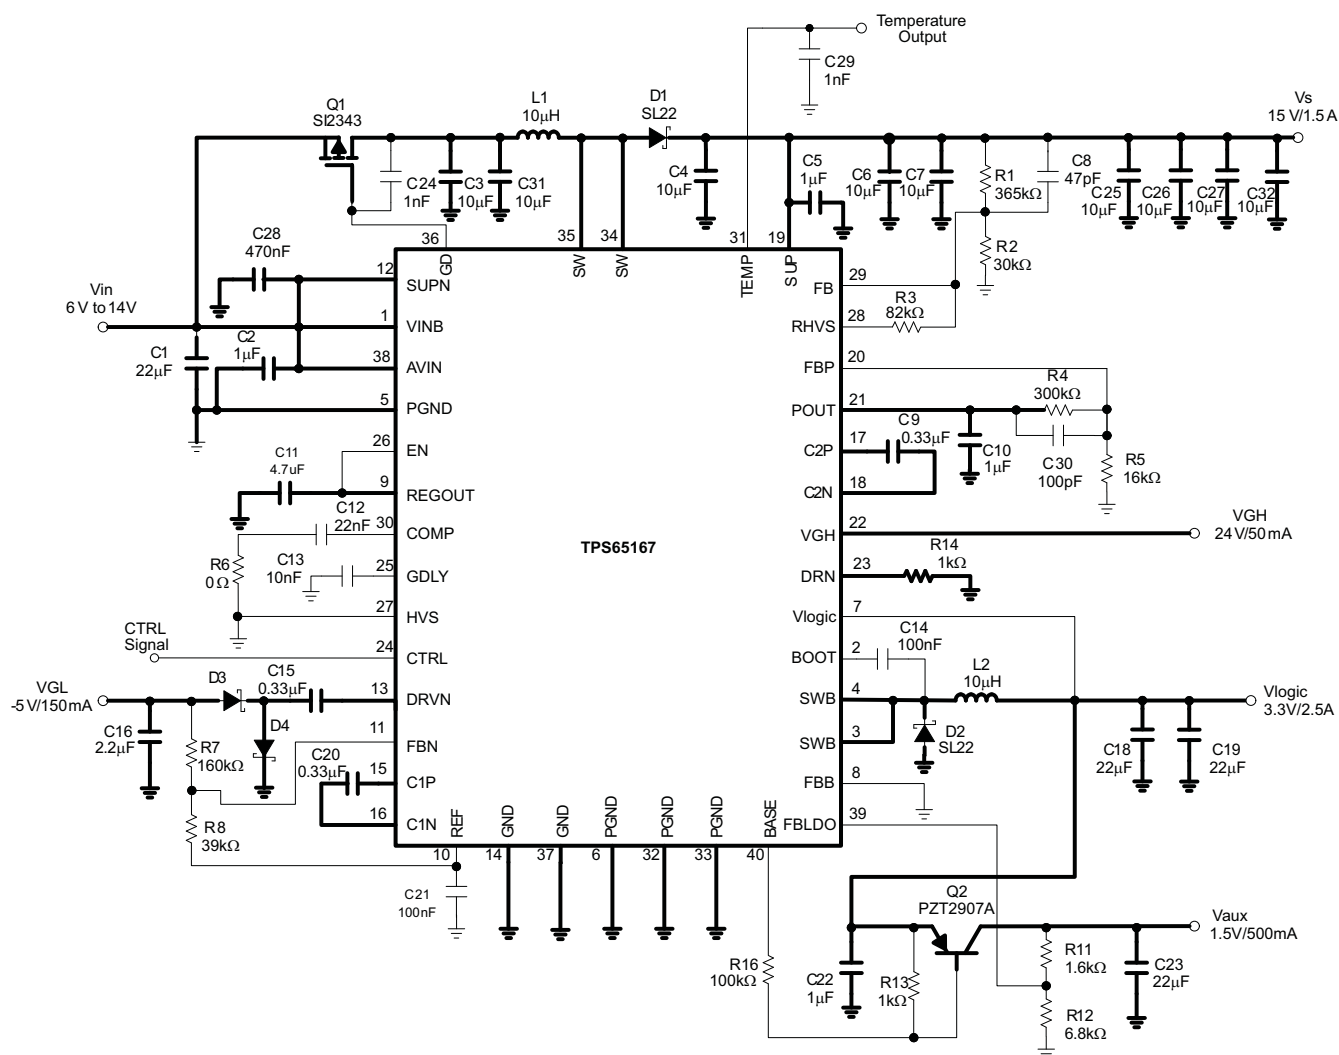 Temperature
Output
C29
1nF
Q1
SI2343
L1
10μH
D1
SL22
Vs
15 V/1.5 A
C24
1nF
C3
10μF
C31
10μF
C4
10μF
C5
1μF
C6
10μF
C7
10μF
R1
365kΩ
C8
47pF
C25
10μF
C26
10μF
C27
10μF
C32
10μF
R2
30kΩ
36
35
34
31
19
GD
SW
SW
TEMP
SUP
C28
470nF
12
SUPN
Vin
6 V to 14V
1
VINB
C1
22μF
C2
1μF
38
AVIN
5
PGND
26
EN
C11
4.7uF
9
REGOUT
C12
22nF
30
COMP
R6
0Ω
C13
10nF
25
GDLY
27
HVS
CTRL
Signal
24
CTRL
VGL
-5 V/150mA
D3
C15
0.33μF
13
DRVN
C16
2.2μF
D4
R7
160kΩ
11
FBN
C20
0.33μF
15
C1P
R8
39kΩ
16
C1N
TPS65167
29
FB
R3
82kΩ
28
RHVS
20
FBP
R4
300kΩ
21
POUT
C9
0.33μF
17
C2P
C10
1μF
C30
100pF
R5
16kΩ
18
C2N
22
VGH
VGH
24V/50mA
23
DRN
R14
1kΩ
7
Vlogic
C14
100nF
2
BOOT
L2
10μH
4
SWB
Vlogic
3.3V/2.5A
3
SWB
D2
SL22
C18
22μF
C19
22μF
8
FBB
39
FBLDO
REF
GND
GND
PGND
PGND
PGND
BASE
10
14
37
6
32
33
40
C21
100nF
Q2
PZT2907A
Vaux
1.5V/500mA
R16
100kΩ
C22
1μF
R13
1kΩ
R11
1.6kΩ
C23
22μF
R12
6.8kΩ